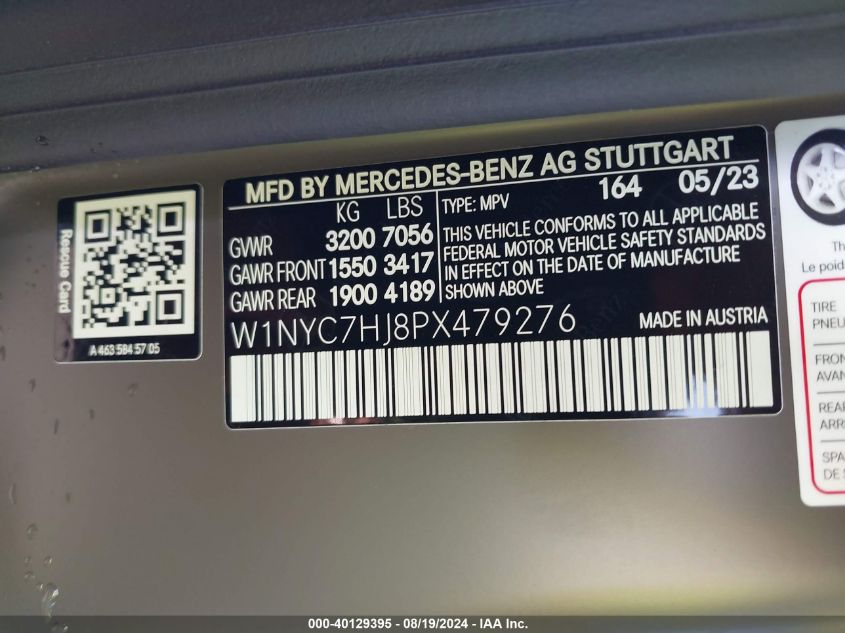 Rescue Card
A 463 584 57 05
MFD BY MERCEDES-BENZ AG STUTTGART
KG LBS
TYPE: MPV 164 05/23
GVWR 3200 7056
GAWR FRONT 1550 3417
GAWR REAR 1900 4189
THIS VEHICLE CONFORMS TO ALL APPLICABLE
FEDERAL MOTOR VEHICLE SAFETY STANDARDS
IN EFFECT ON THE DATE OF MANUFACTURE
SHOWN ABOVE
W1NYC7HJ8PX479276
MADE IN AUSTRIA
Th
Le poid
TIRE
PNEU
FRON
AVAN
REAR
ARRI
SPA
DE S
000-40129395 - 08/19/2024 - IAA Inc.